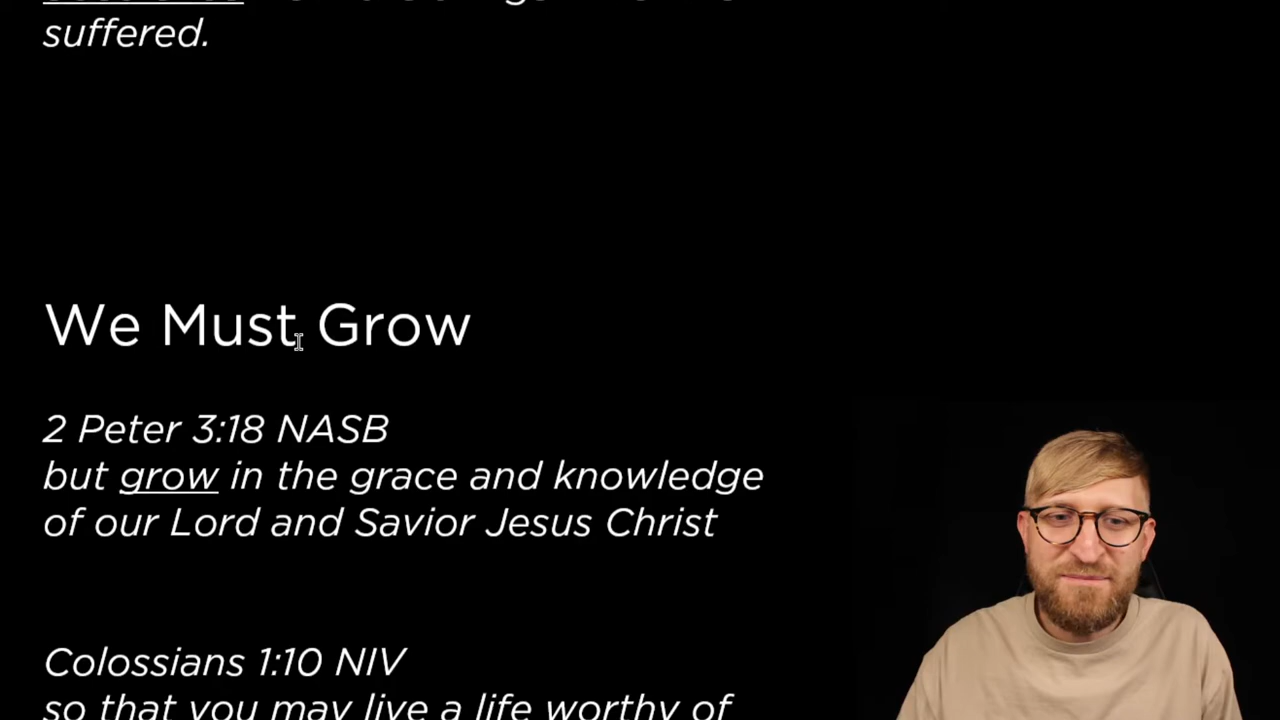 suffered.
We Must Grow
2 Peter 3:18 NASB
but grow in the grace and knowledge
of our Lord and Savior Jesus Christ
Colossians 1:10 NIV
so that you may live a life worthy of